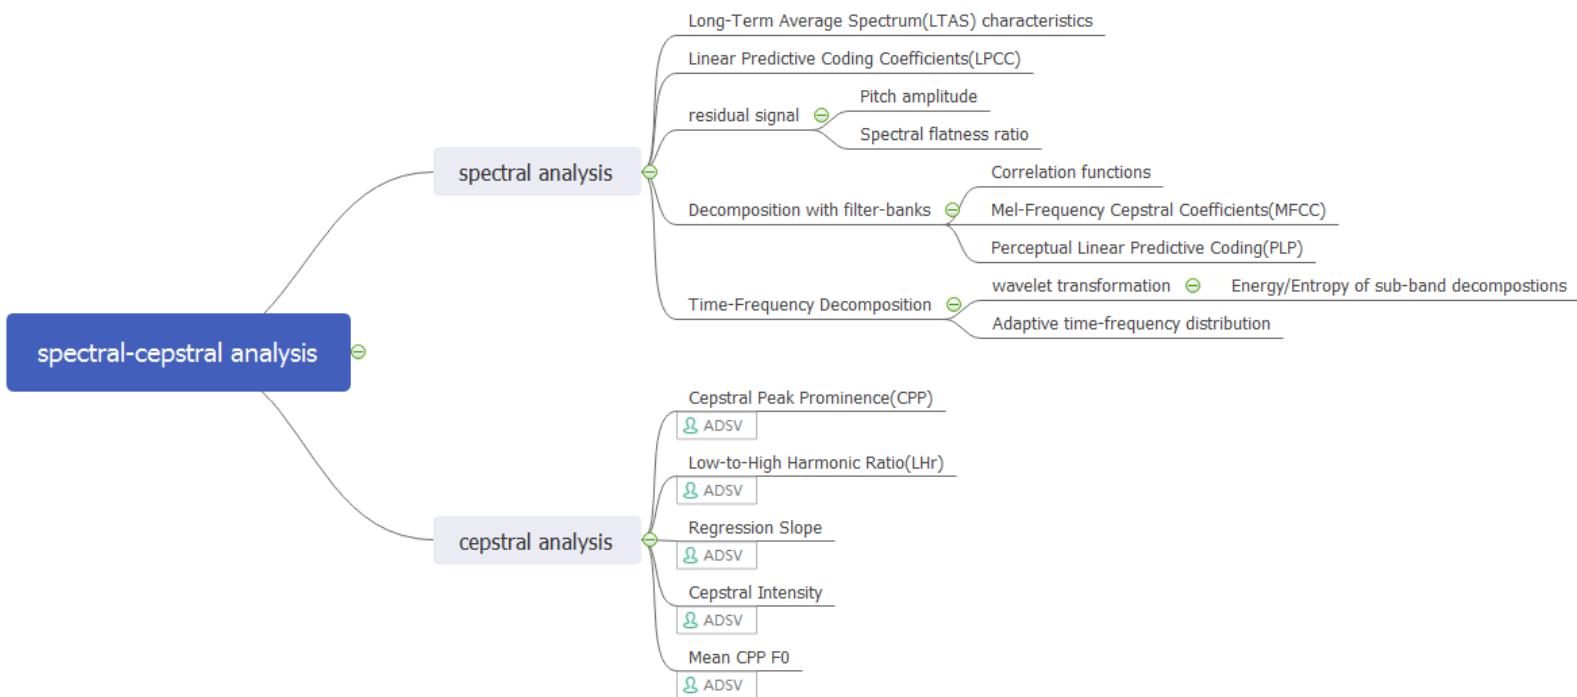 spectral-cepstral analysis
spectral analysis
Long-Term Average Spectrum(LTAS) characteristics
Linear Predictive Coding Coefficients(LPCC)
residual signal
Pitch amplitude
Spectral flatness ratio
Decomposition with filter-banks
Correlation functions
Mel-Frequency Cepstral Coefficients(MFCC)
Perceptual Linear Predictive Coding(PLP)
Time-Frequency Decomposition
wavelet transformation
Energy/Entropy of sub-band decompostions
Adaptive time-frequency distribution
cepstral analysis
Cepstral Peak Prominence(CPP)
ADSV
Low-to-High Harmonic Ratio(LHr)
ADSV
Regression Slope
ADSV
Cepstral Intensity
ADSV
Mean CPP F0
ADSV